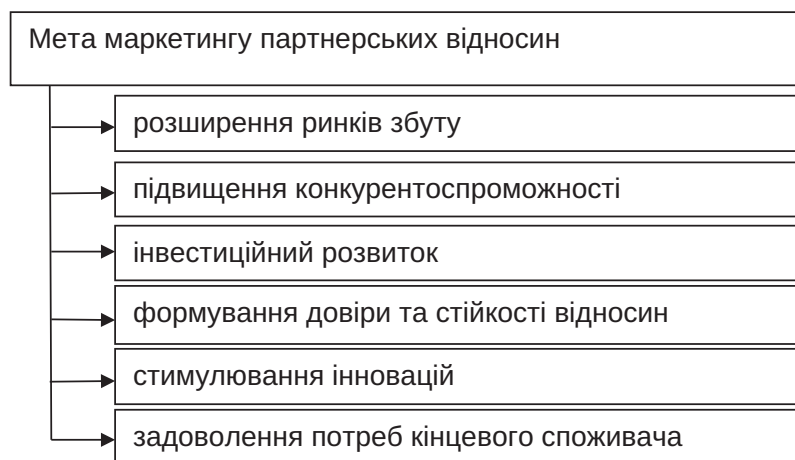 Мета маркетингу партнерських відносин
розширення ринків збуту
підвищення конкурентоспроможності
інвестиційний розвиток
формування довіри та стійкості відносин
стимулювання інновацій
задоволення потреб кінцевого споживача